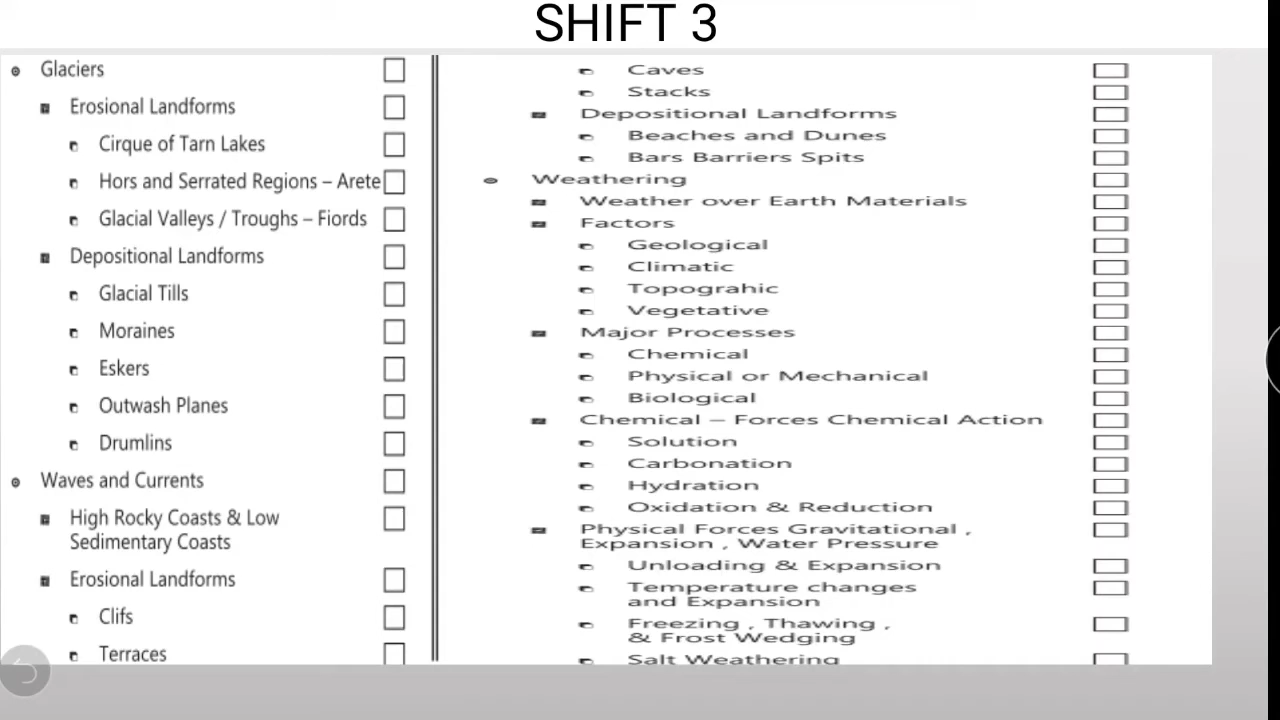 SHIFT 3
Glaciers
Erosional Landforms
Cirque of Tarn Lakes
Hors and Serrated Regions – Arete
Glacial Valleys / Troughs – Fiords
Depositional Landforms
Glacial Tills
Moraines
Eskers
Outwash Planes
Drumlins
Waves and Currents
High Rocky Coasts & Low
Sedimentary Coasts
Erosional Landforms
Clifs
Terraces
Caves
Stacks
Depositional Landforms
Beaches and Dunes
Bars Barriers Spits
Weathering
Weather over Earth Materials
Factors
Geological
Climatic
Topograhic
Vegetative
Major Processes
Chemical
Physical or Mechanical
Biological
Chemical – Forces Chemical Action
Solution
Carbonation
Hydration
Oxidation & Reduction
Physical Forces Gravitational ,
Expansion , Water Pressure
Unloading & Expansion
Temperature changes
and Expansion
Freezing , Thawing ,
& Frost Wedging
Salt Weathering